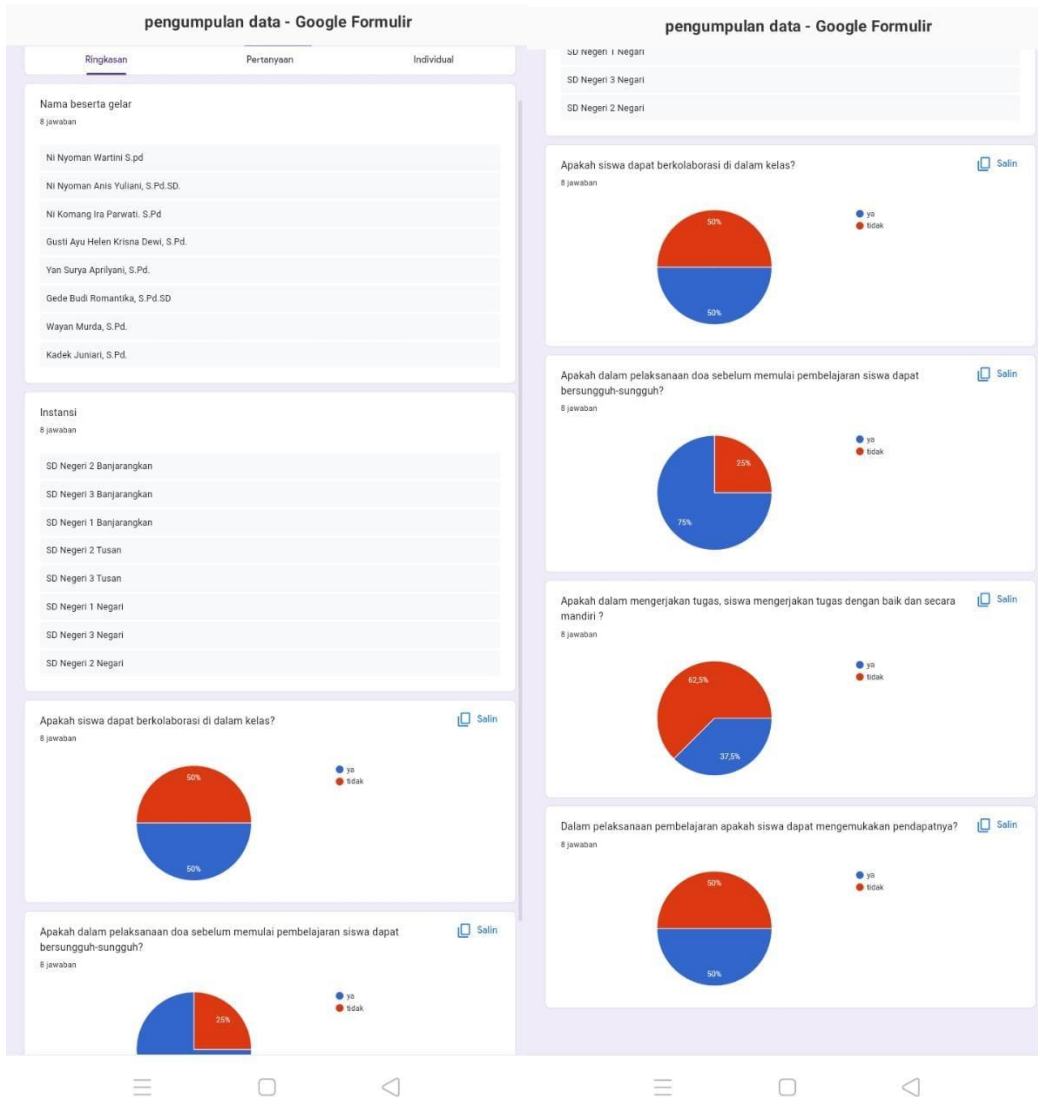 pengumpulan data - Google Formulir
Ringkasan Pertanyaan Individual
Nama beserta gelar
8 jawaban
Ni Nyoman Wartini S.pd
Ni Nyoman Anis Yuliani, S.Pd.SD.
Ni Komang Ira Parwati. S.Pd
Gusti Ayu Helen Krisna Dewi, S.Pd.
Yan Surya Aprilyani, S.Pd.
Gede Budi Romantika, S.Pd.SD
Wayan Murda, S.Pd.
Kadek Juniari, S.Pd.
Instansi
8 jawaban
SD Negeri 2 Banjarangkan
SD Negeri 3 Banjarangkan
SD Negeri 1 Banjarangkan
SD Negeri 2 Tusan
SD Negeri 3 Tusan
SD Negeri 1 Negari
SD Negeri 3 Negari
SD Negeri 2 Negari
Apakah siswa dapat berkolaborasi di dalam kelas?
Salin
8 jawaban
ya
tidak
50%
50%
Apakah dalam pelaksanaan doa sebelum memulai pembelajaran siswa dapat
bersungguh-sungguh?
Salin
8 jawaban
ya
tidak
25%
pengumpulan data - Google Formulir
SD Negeri 1 Negari
SD Negeri 3 Negari
SD Negeri 2 Negari
Apakah siswa dapat berkolaborasi di dalam kelas?
Salin
8 jawaban
ya
tidak
50%
50%
Apakah dalam pelaksanaan doa sebelum memulai pembelajaran siswa dapat
bersungguh-sungguh?
Salin
8 jawaban
ya
tidak
25%
75%
Apakah dalam mengerjakan tugas, siswa mengerjakan tugas dengan baik dan secara
mandiri ?
Salin
8 jawaban
ya
tidak
62,5%
37,5%
Dalam pelaksanaan pembelajaran apakah siswa dapat mengemukakan pendapatnya?
Salin
8 jawaban
ya
tidak
50%
50%